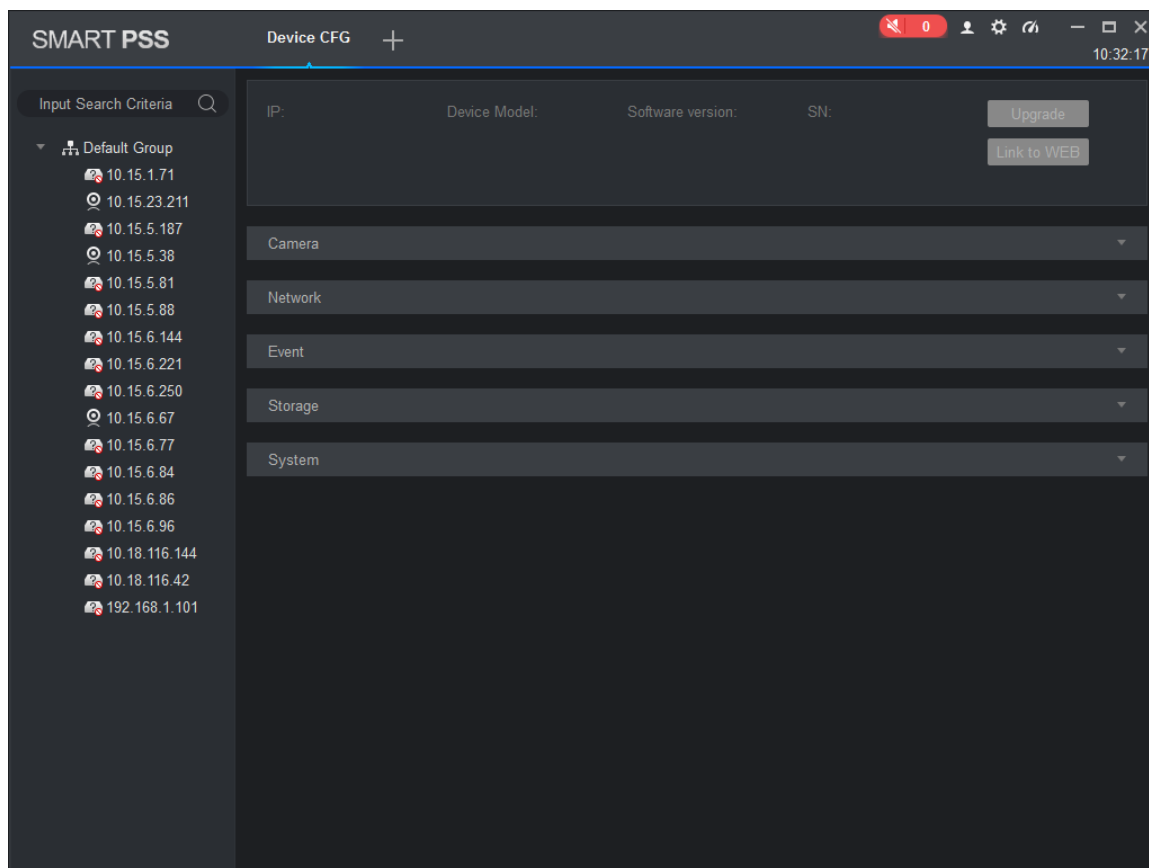 SMART PSS
Device CFG
0
10:32:17
Input Search Criteria
Default Group
10.15.1.71
10.15.23.211
10.15.5.187
10.15.5.38
10.15.5.81
10.15.5.88
10.15.6.144
10.15.6.221
10.15.6.250
10.15.6.67
10.15.6.77
10.15.6.84
10.15.6.86
10.15.6.96
10.18.116.144
10.18.116.42
192.168.1.101
IP: Device Model: Software version: SN:
Upgrade
Link to WEB
Camera
Network
Event
Storage
System